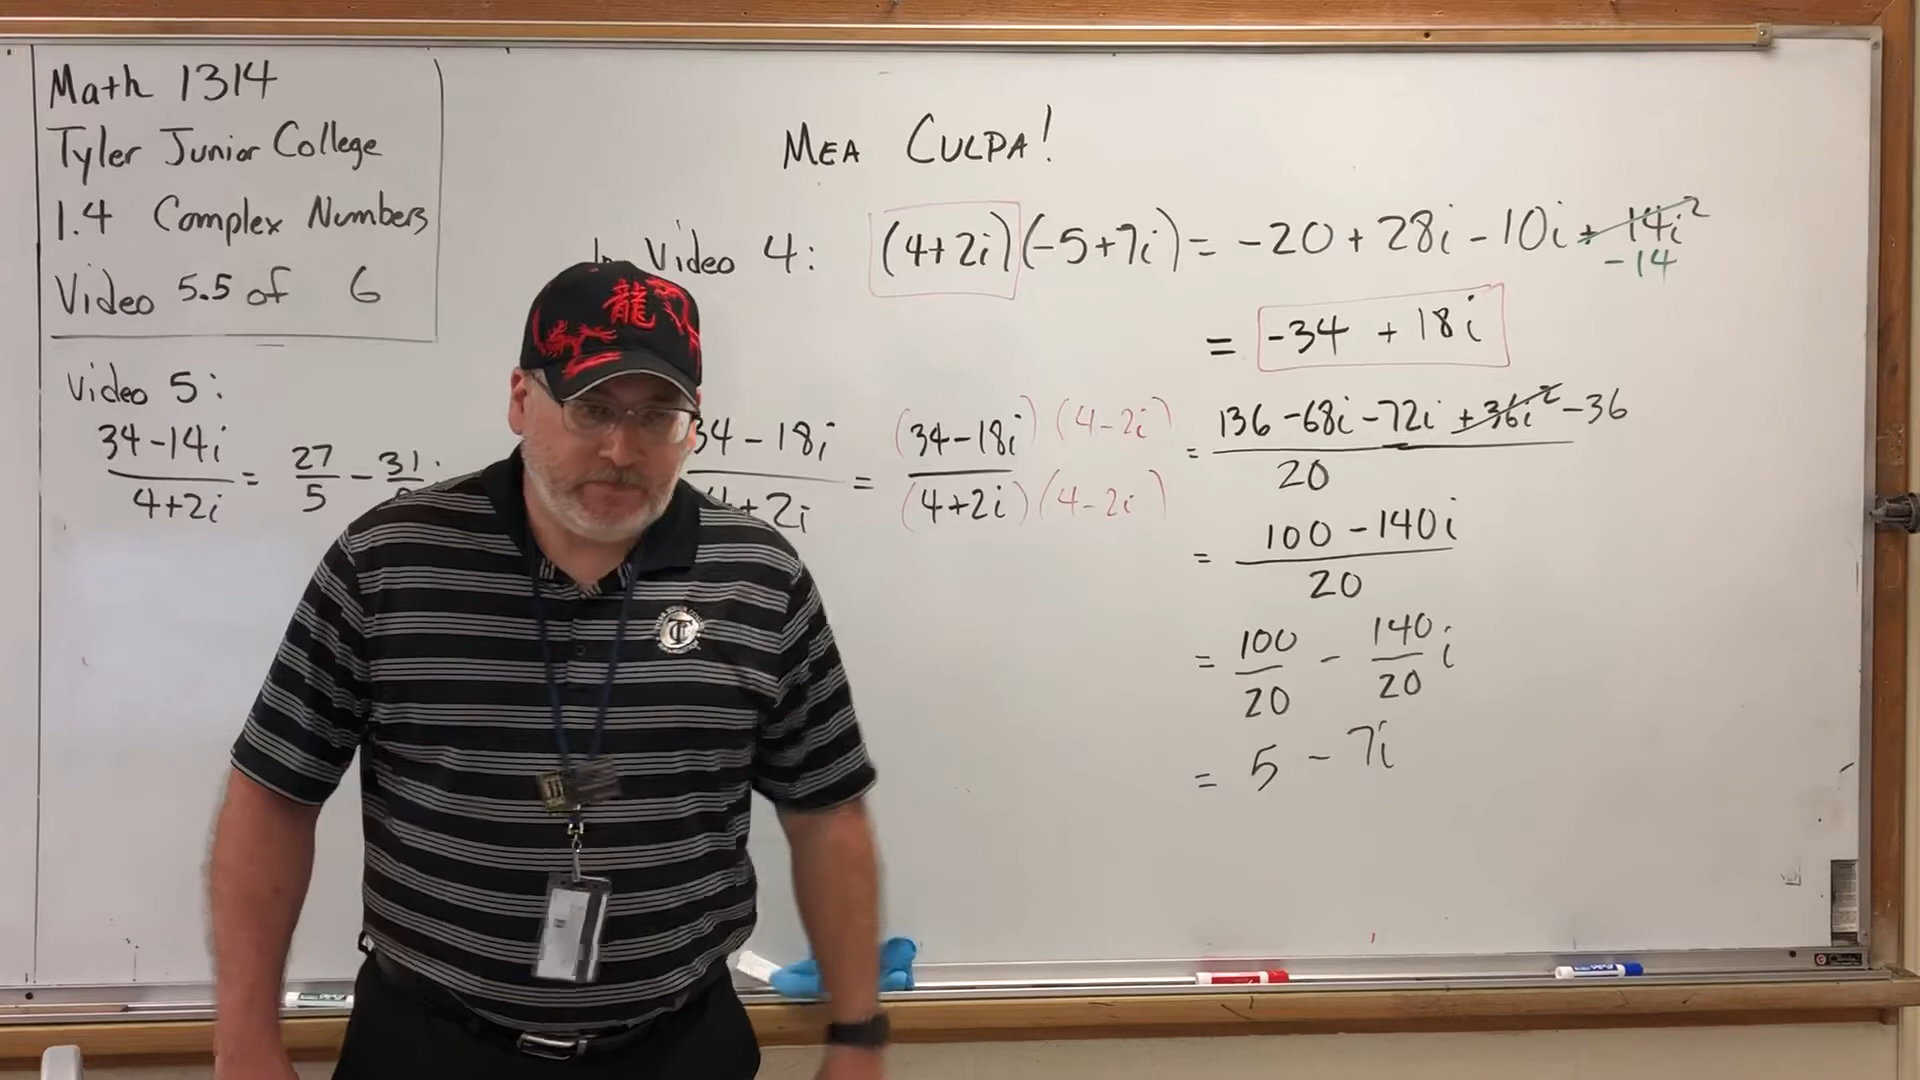 Math 1314
Tyler Junior College
1.4 Complex Numbers
Video 5.5 of 6
MEA CULPA!
In Video 4: (4+2i)(-5+7i) = -20+28i-10i+14i²
-14
= -34 + 18i
Video 5:
34-14i / 4+2i = 27/5 - 31
34-18i / 4+2i = (34-18i)(4-2i) / (4+2i)(4-2i) = 136-68i-72i+36i²-36 / 20
= 100-140i / 20
= 100/20 - 140/20 i
= 5 - 7i
龍